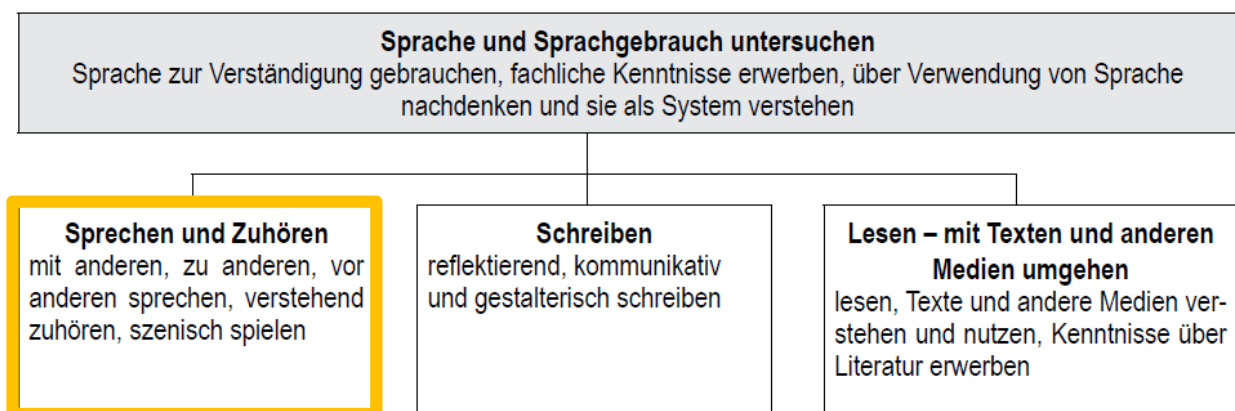 Sprache und Sprachgebrauch untersuchen
Sprache zur Verständigung gebrauchen, fachliche Kenntnisse erwerben, über Verwendung von Sprache
nachdenken und sie als System verstehen
Sprechen und Zuhören
mit anderen, zu anderen, vor
anderen sprechen, verstehend
zuhören, szenisch spielen
Schreiben
reflektierend, kommunikativ
und gestalterisch schreiben
Lesen – mit Texten und anderen
Medien umgehen
lesen, Texte und andere Medien ver-
stehen und nutzen, Kenntnisse über
Literatur erwerben